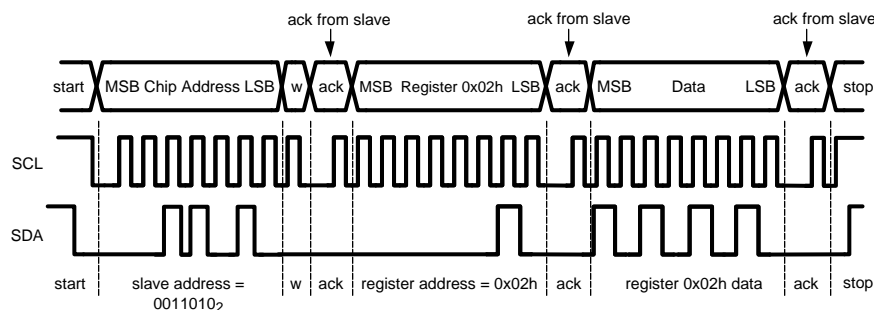 ack from slave ack from slave ack from slave
start MSB Chip Address LSB w ack MSB Register 0x02h LSB ack MSB Data LSB ack stop
SCL
SDA
start slave address = w ack register address = 0x02h ack register 0x02h data ack stop
0011010₂